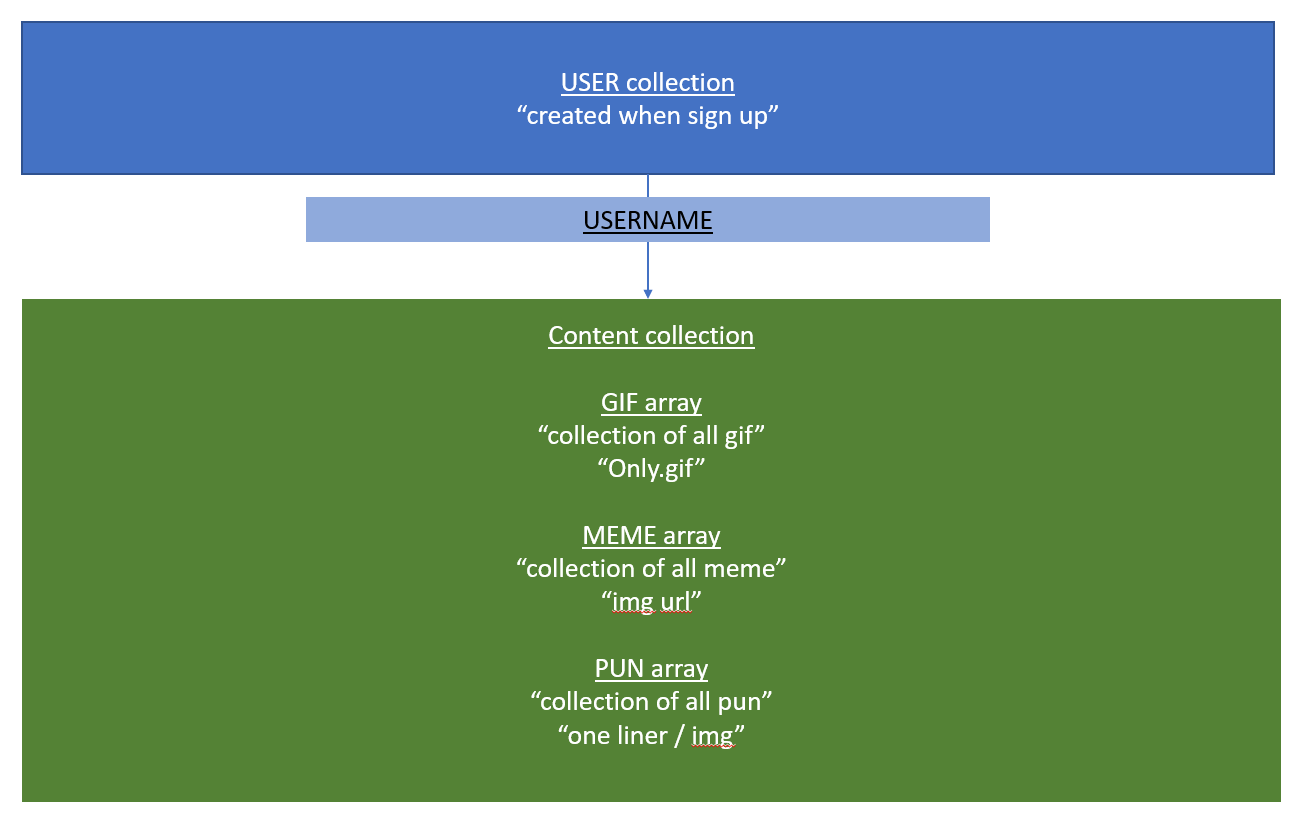 USER collection
“created when sign up”
USERNAME
Content collection
GIF array
“collection of all gif”
“Only.gif”
MEME array
“collection of all meme”
“img url”
PUN array
“collection of all pun”
“one liner / img”